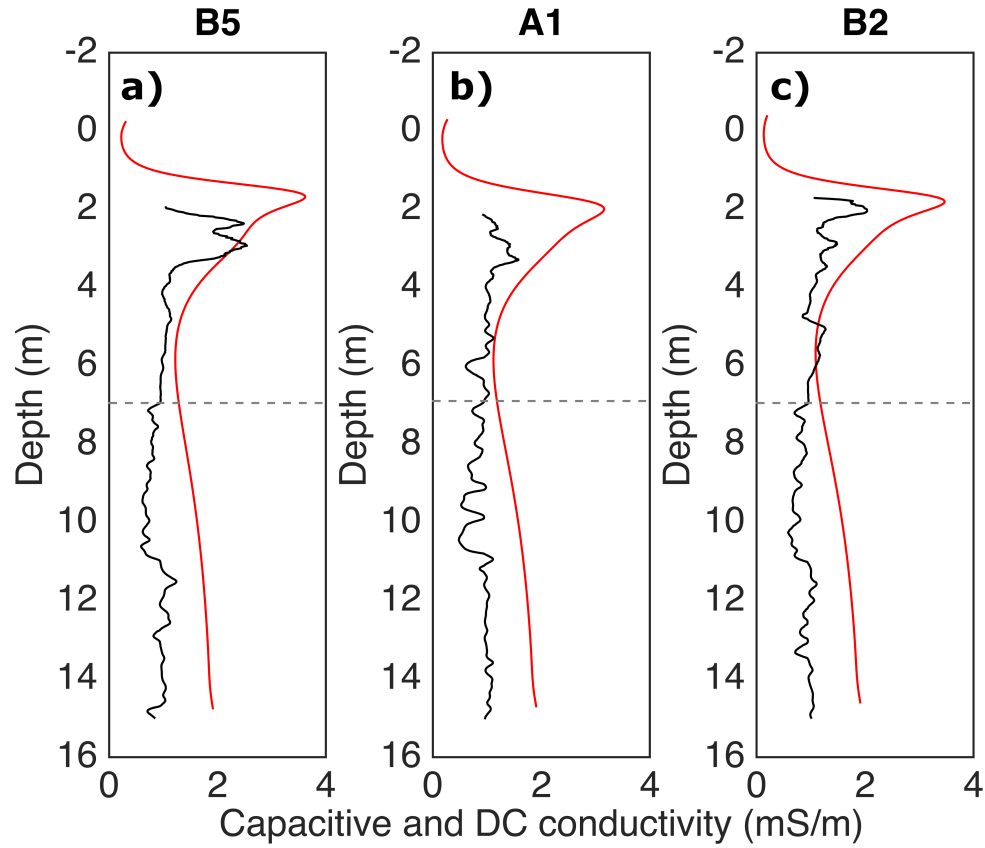 B5 A1 B2
-2 -2 -2
a) b) c)
0 0 0
2 2 2
4 4 4
Depth (m) Depth (m) Depth (m)
6 6 6
8 8 8
10 10 10
12 12 12
14 14 14
16 16 16
0 2 4 0 2 4 0 2 4
Capacitive and DC conductivity (mS/m)